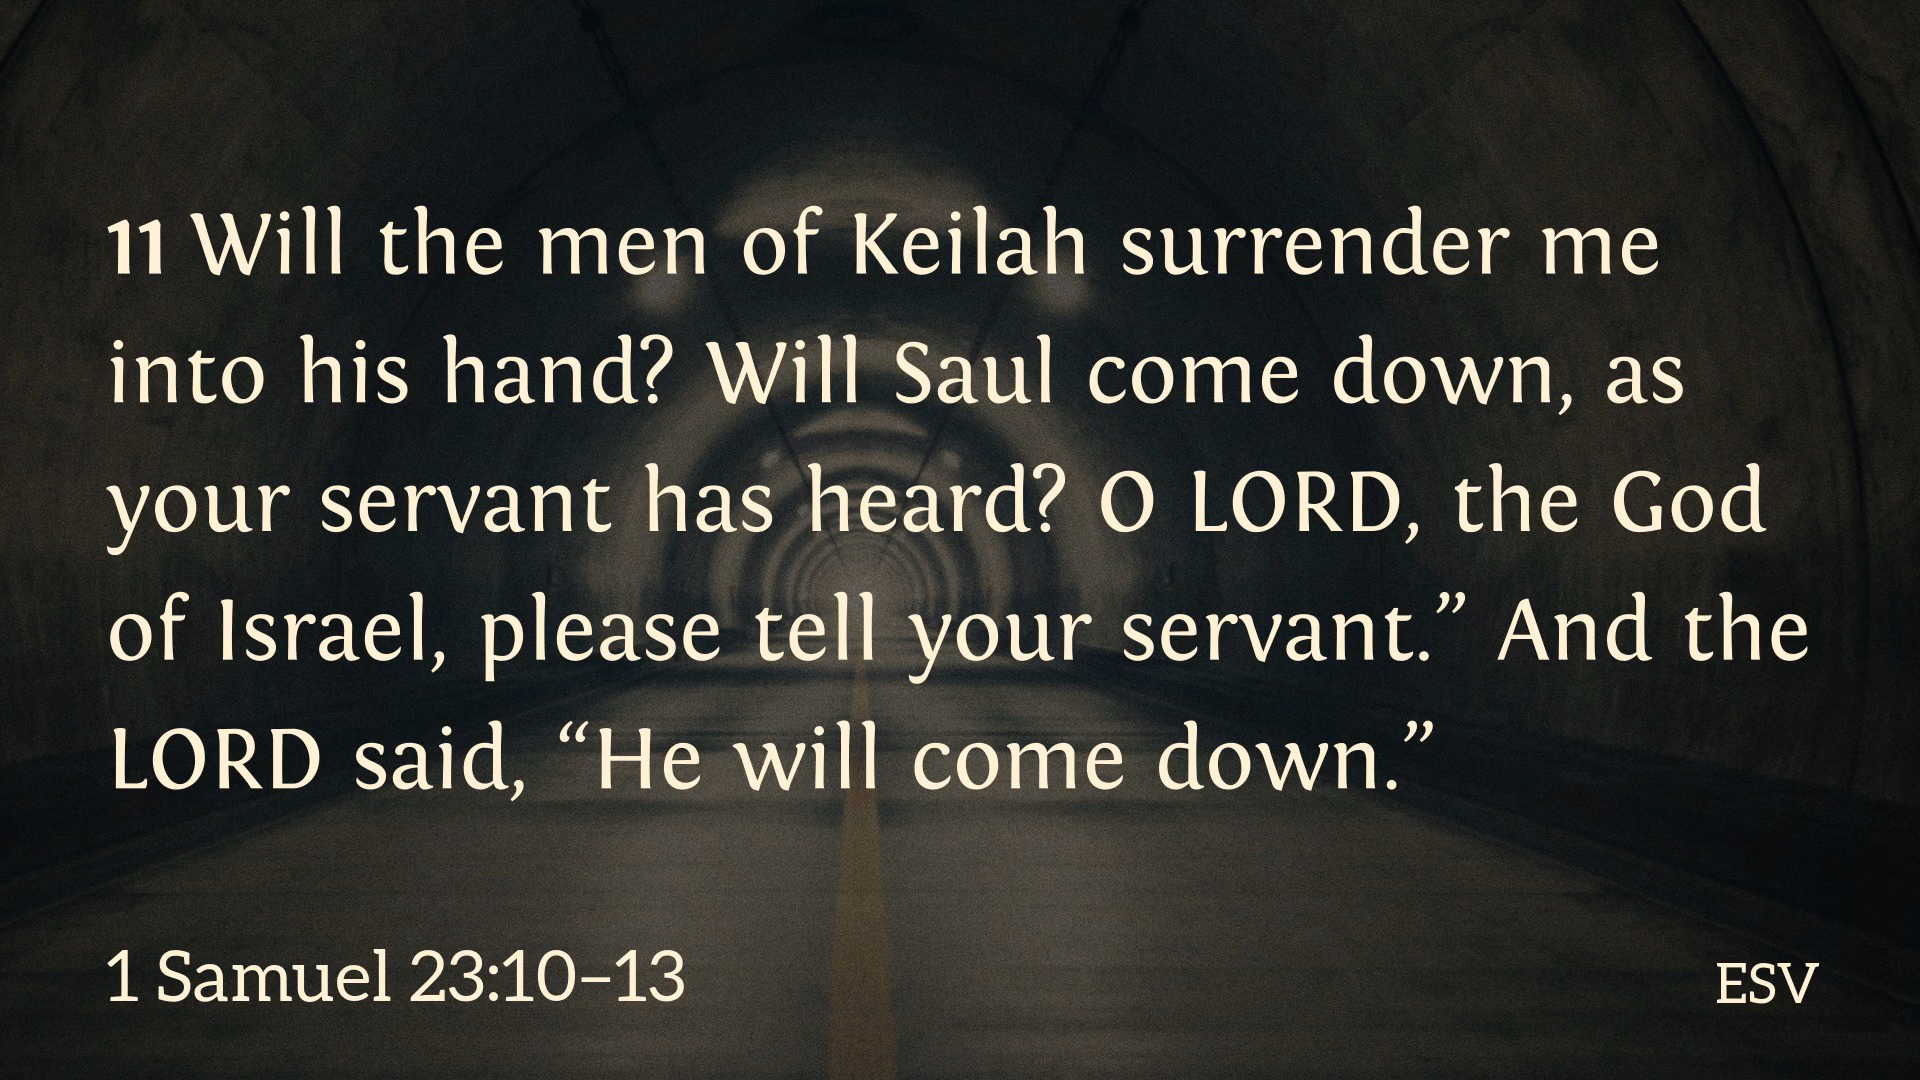 11 Will the men of Keilah surrender me
into his hand? Will Saul come down, as
your servant has heard? O LORD, the God
of Israel, please tell your servant.” And the
LORD said, “He will come down.”
1 Samuel 23:10–13
ESV